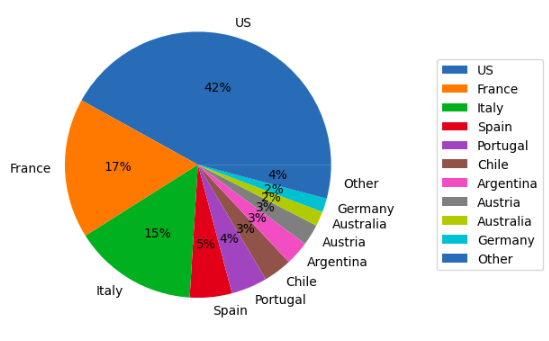 US
42%
France
17%
15%
Italy
5%
Spain
4%
Portugal
3%
Chile
3%
Argentina
3%
Austria
2%
Australia
2%
Germany
4%
Other
US
France
Italy
Spain
Portugal
Chile
Argentina
Austria
Australia
Germany
Other